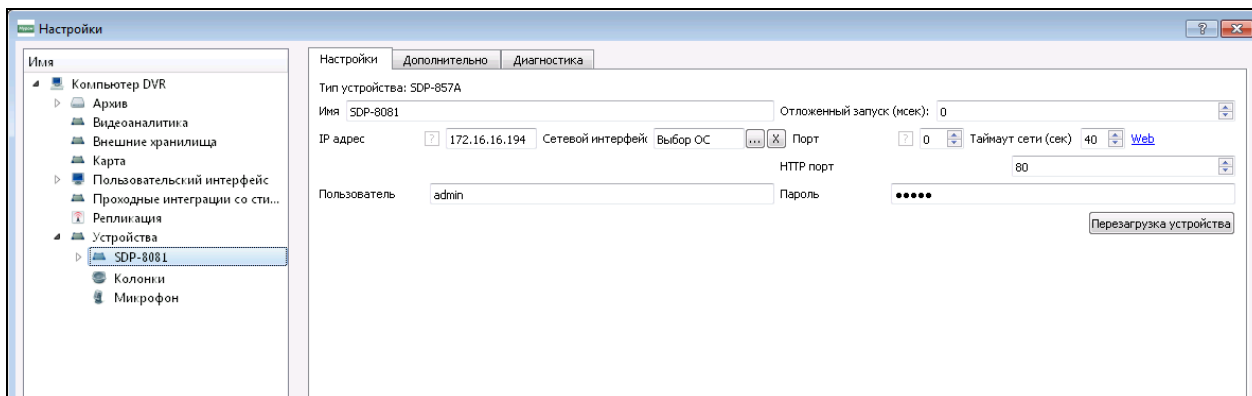 Настройки
Имя
Компьютер DVR
Архив
Видеоаналитика
Внешние хранилища
Карта
Пользовательский интерфейс
Проходные интеграции со сти...
Репликация
Устройства
SDP-8081
Колонки
Микрофон
Настройки Дополнительно Диагностика
Тип устройства: SDP-857A
Имя SDP-8081 Отложенный запуск (мсек): 0
IP адрес ? 172.16.16.194 Сетевой интерфейс Выбор ОС ... X Порт ? 0 Таймаут сети (сек) 40 Web
HTTP порт 80
Пользователь admin Пароль ●●●●●
Перезагрузка устройства